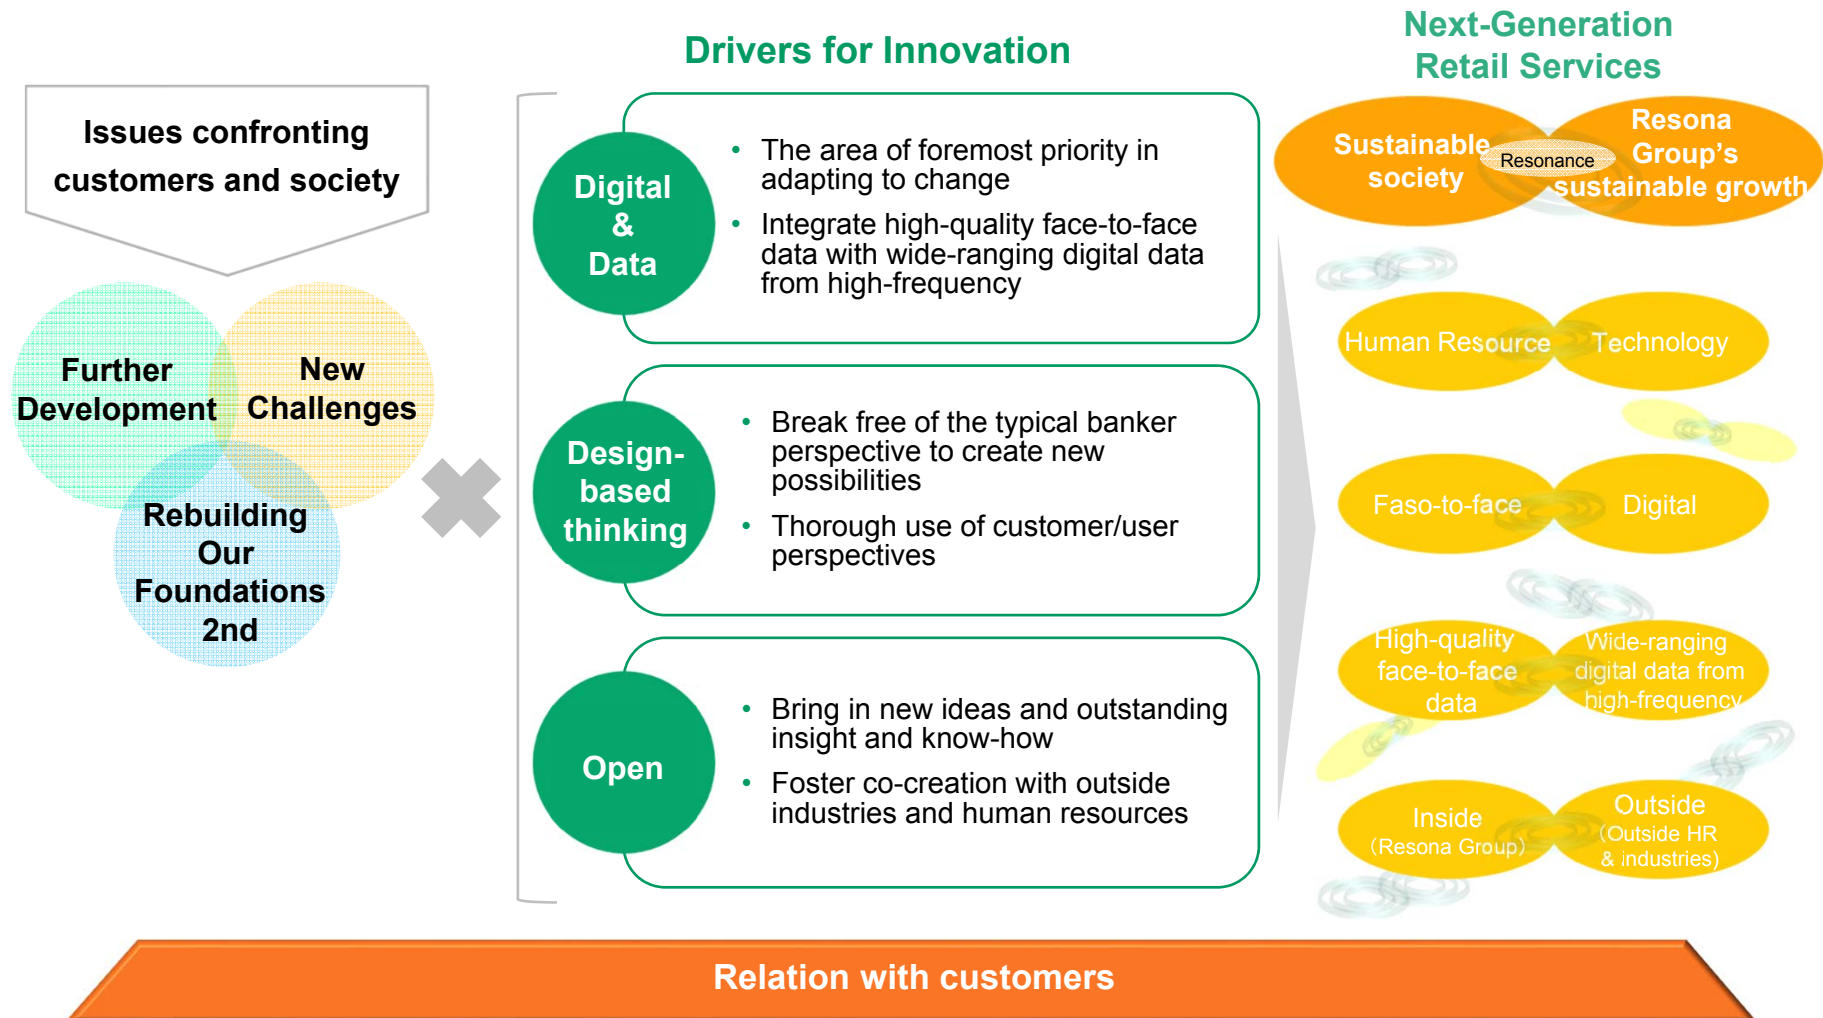 Drivers for Innovation
Next-Generation
Retail Services
Issues confronting
customers and society
Further
Development
New
Challenges
Rebuilding
Our
Foundations
2nd
Digital
&
Data
• The area of foremost priority in
adapting to change
• Integrate high-quality face-to-face
data with wide-ranging digital data
from high-frequency
Design-
based
thinking
• Break free of the typical banker
perspective to create new
possibilities
• Thorough use of customer/user
perspectives
Open
• Bring in new ideas and outstanding
insight and know-how
• Foster co-creation with outside
industries and human resources
Sustainable
society
Resonance
Resona
Group's
sustainable growth
Human Resource
Technology
Faso-to-face
Digital
High-quality
face-to-face
data
Wide-ranging
digital data from
high-frequency
Inside
(Resona Group)
Outside
(Outside HR
& industries)
Relation with customers